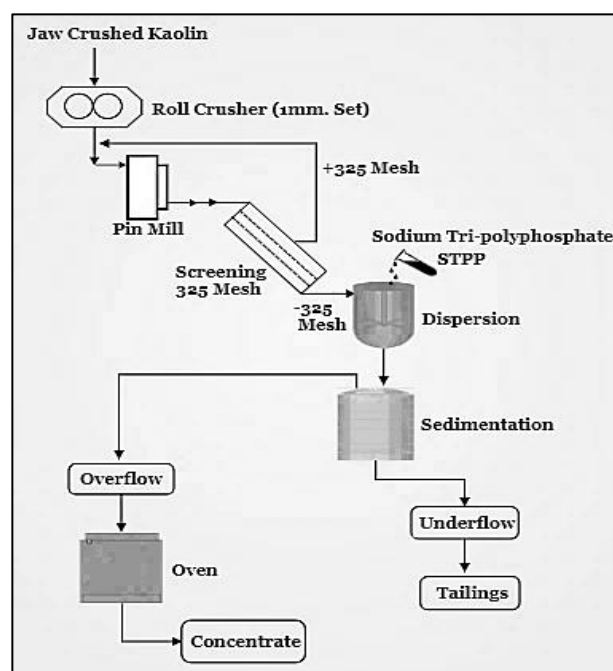 Jaw Crushed Kaolin
Roll Crusher (1mm. Set)
+325 Mesh
Pin Mill
Sodium Tri-polyphosphate
STPP
Screening
325 Mesh
-325
Mesh
Dispersion
Sedimentation
Overflow
Underflow
Oven
Tailings
Concentrate